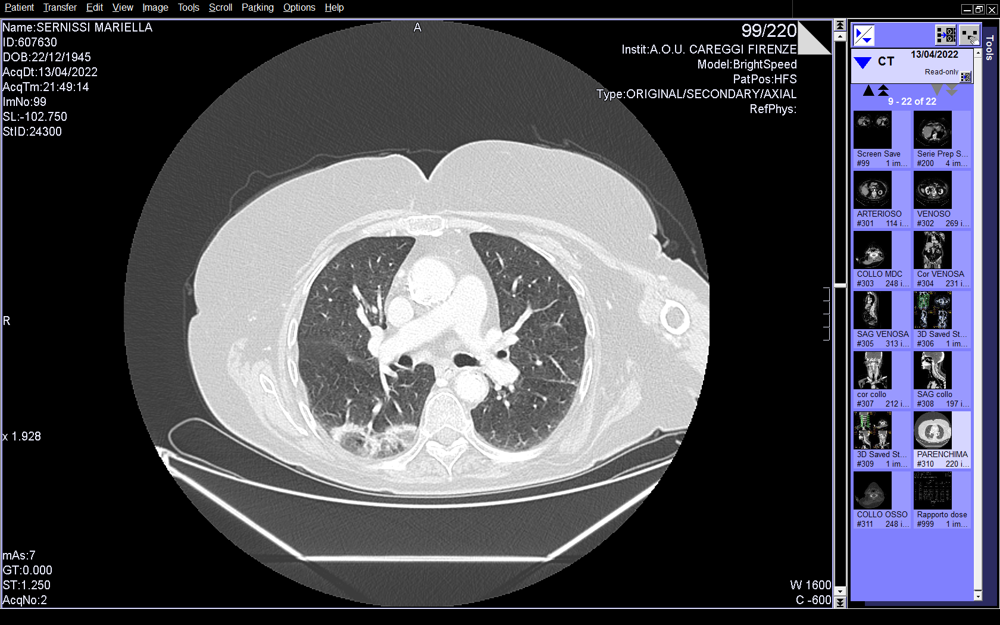 Patient Transfer Edit View Image Tools Scroll Parking Options Help
Name:SERNISSI MARIELLA
ID:607630
DOB:22/12/1945
AcqDt:13/04/2022
AcqTm:21:49:14
ImNo:99
SL:-102.750
StID:24300
A
99/220
Instit:A.O.U. CAREGGI FIRENZE
Model:BrightSpeed
PatPos:HFS
Type:ORIGINAL/SECONDARY/AXIAL
RefPhys:
R
x 1.928
mAs:7
GT:0.000
ST:1.250
AcqNo:2
W 1600
C -600
Tools
CT 13/04/2022
Read-only
9 - 22 of 22
Screen Save
#99 1 im...
Serie Prep S...
#200 4 im...
ARTERIOSO
#301 114 i...
VENOSO
#302 269 i...
COLLO MDC
#303 248 i...
Cor VENOSA
#304 231 i...
SAG VENOSA
#305 313 i...
3D Saved St...
#306 1 im...
cor collo
#307 212 i...
SAG collo
#308 197 i...
3D Saved St...
#309 1 im...
PARENCHIMA
#310 220 i...
COLLO OSSO
#311 248 i...
Rapporto dose
#999 1 im...